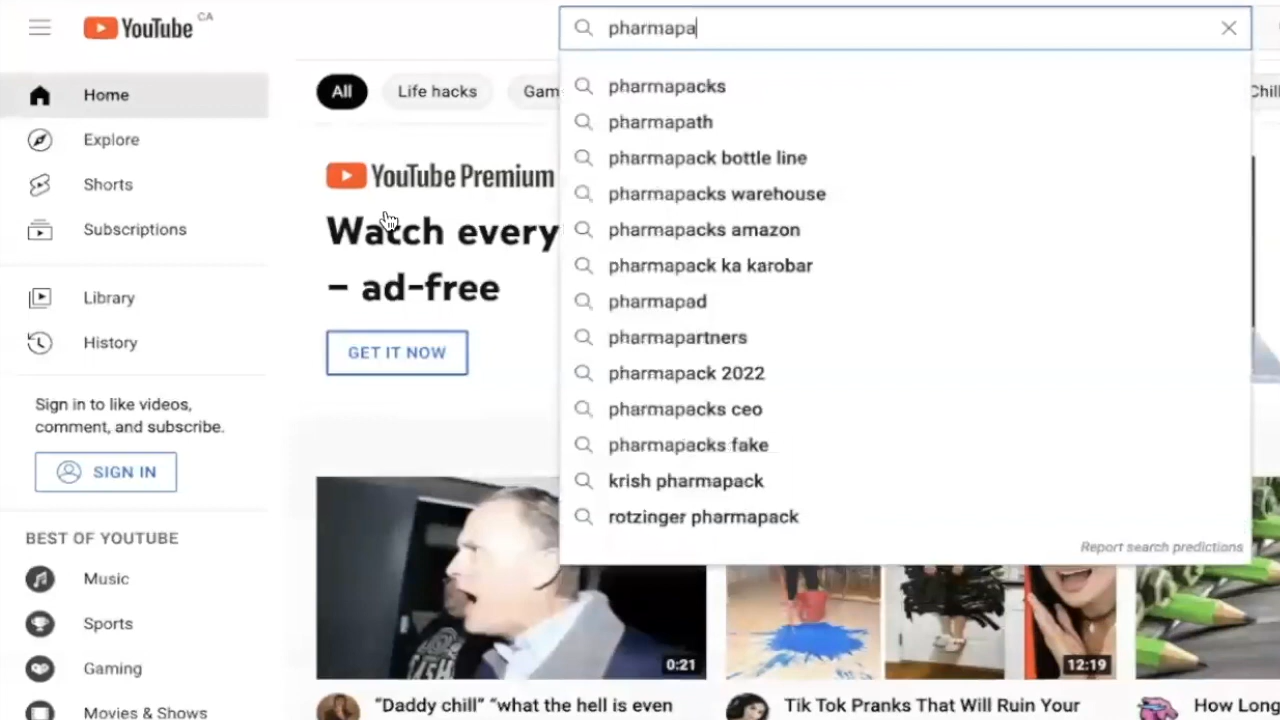 YouTube CA
pharmapa
Home
Explore
Shorts
Subscriptions
Library
History
Sign in to like videos,
comment, and subscribe.
SIGN IN
BEST OF YOUTUBE
Music
Sports
Gaming
Movies & Shows
All
Life hacks
Gam
Chill
YouTube Premium
Watch every
– ad-free
GET IT NOW
pharmapacks
pharmapath
pharmapack bottle line
pharmapacks warehouse
pharmapacks amazon
pharmapack ka karobar
pharmapad
pharmapartners
pharmapack 2022
pharmapacks ceo
pharmapacks fake
krish pharmapack
rotzinger pharmapack
Report search predictions
0:21
12:19
"Daddy chill" "what the hell is even
Tik Tok Pranks That Will Ruin Your
How Long